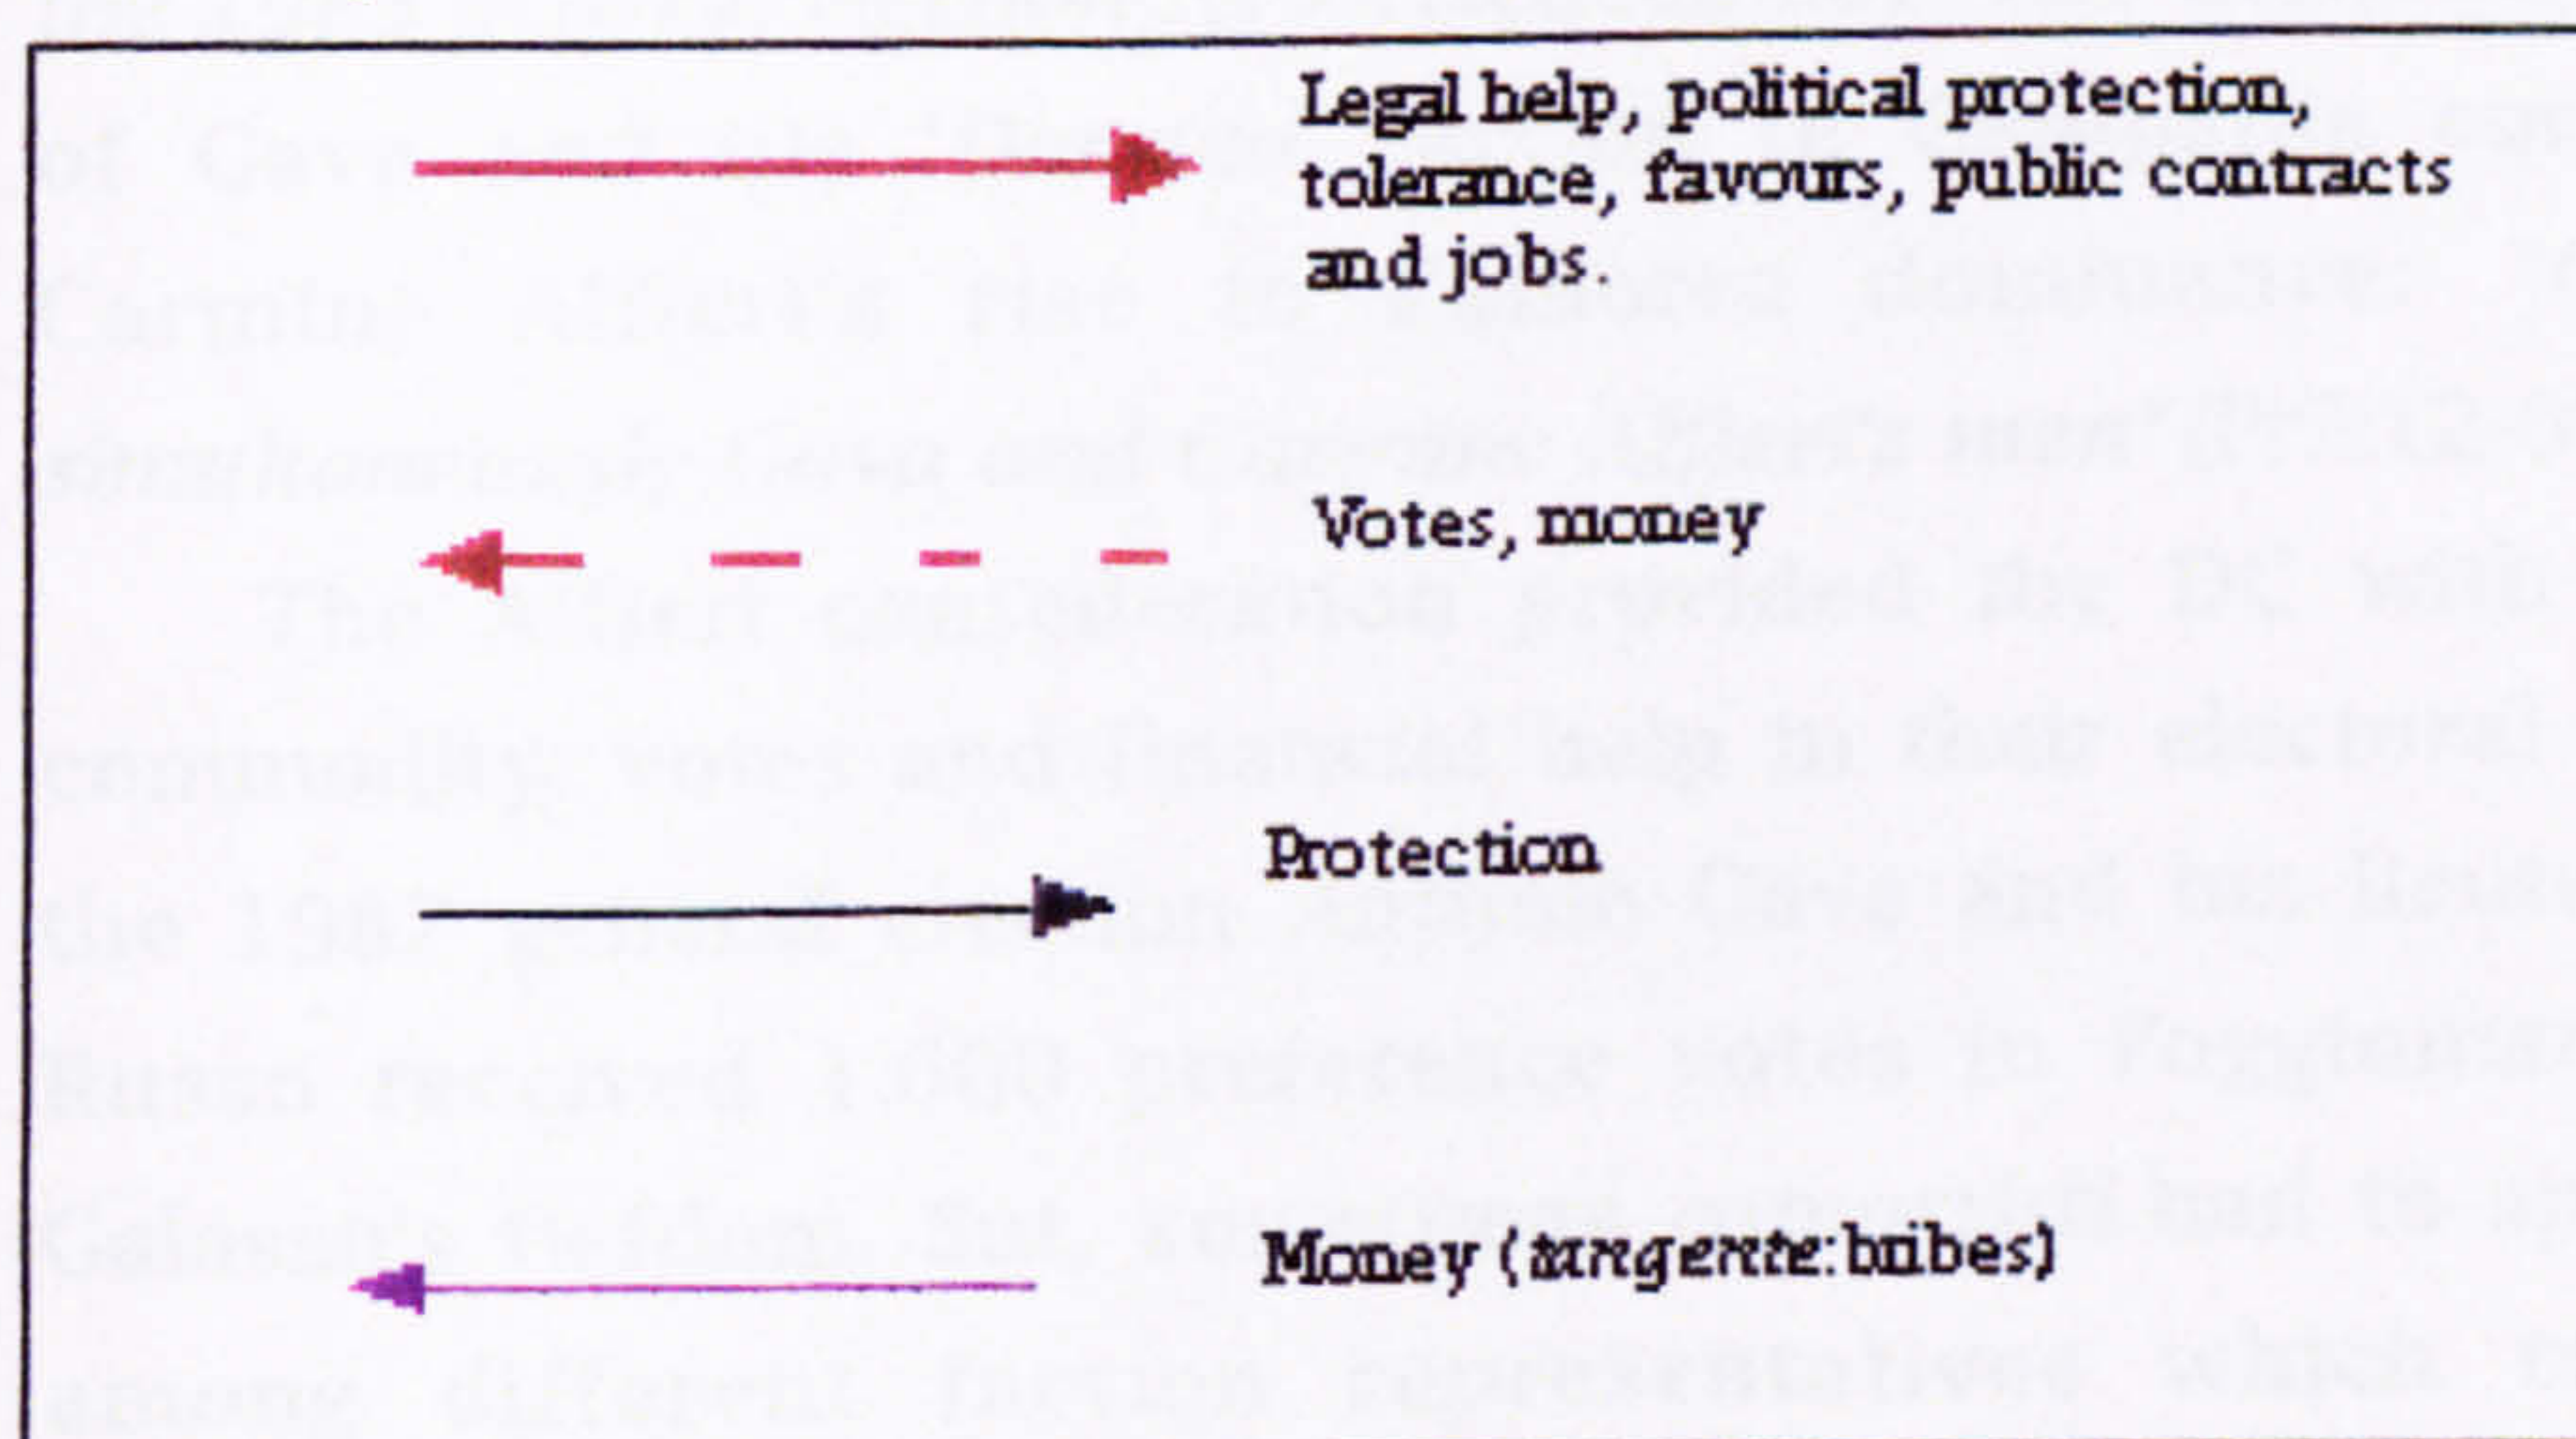 Legal help, political protection,
tolerance, favours, public contracts
and jobs.
Votes, money
Protection
Money (tangente:bribes)